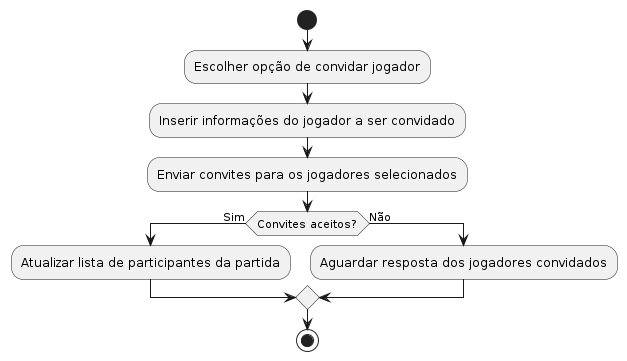 Escolher opção de convidar jogador
Inserir informações do jogador a ser convidado
Enviar convites para os jogadores selecionados
Sim
Convites aceitos?
Não
Atualizar lista de participantes da partida
Aguardar resposta dos jogadores convidados